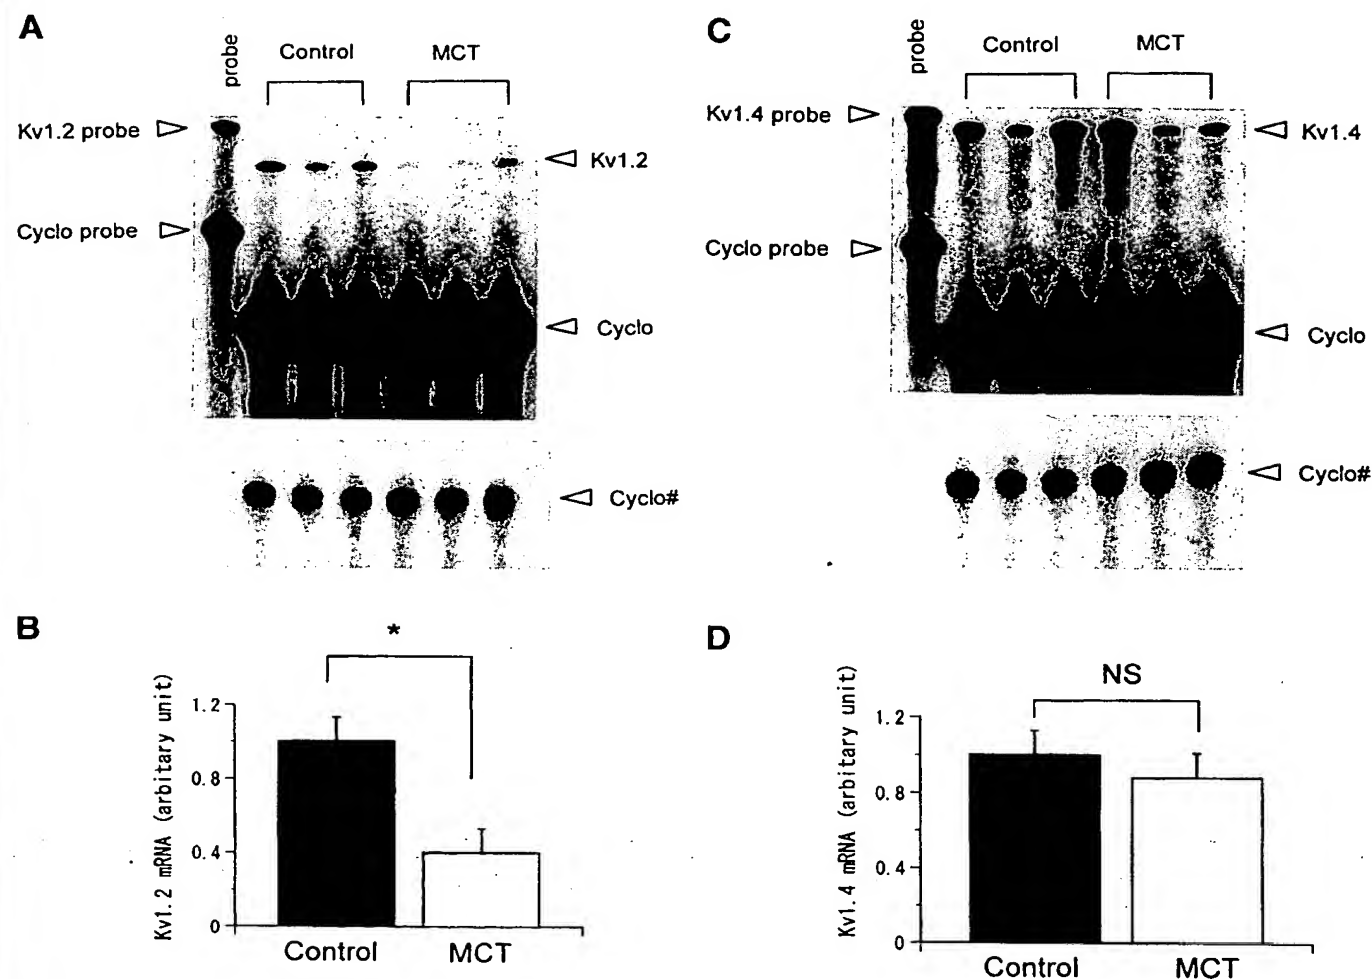 A
probe
Control
MCT
Kv1.2 probe
Kv1.2
Cyclo probe
Cyclo
Cyclo#
C
probe
Control
MCT
Kv1.4 probe
Kv1.4
Cyclo probe
Cyclo
Cyclo#
B
*
Kv1.2 mRNA (arbitary unit)
1.2
0.8
0.4
0
Control
MCT
D
NS
Kv1.4 mRNA (arbitary unit)
1.2
0.8
0.4
0
Control
MCT